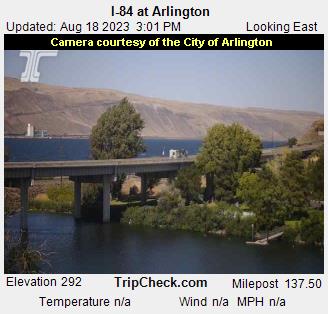 I-84 at Arlington
Updated: Aug 18 2023 3:01 PM Looking East
Camera courtesy of the City of Arlington
Elevation 292 TripCheck.com Milepost 137.50
Temperature n/a Wind n/a MPH n/a